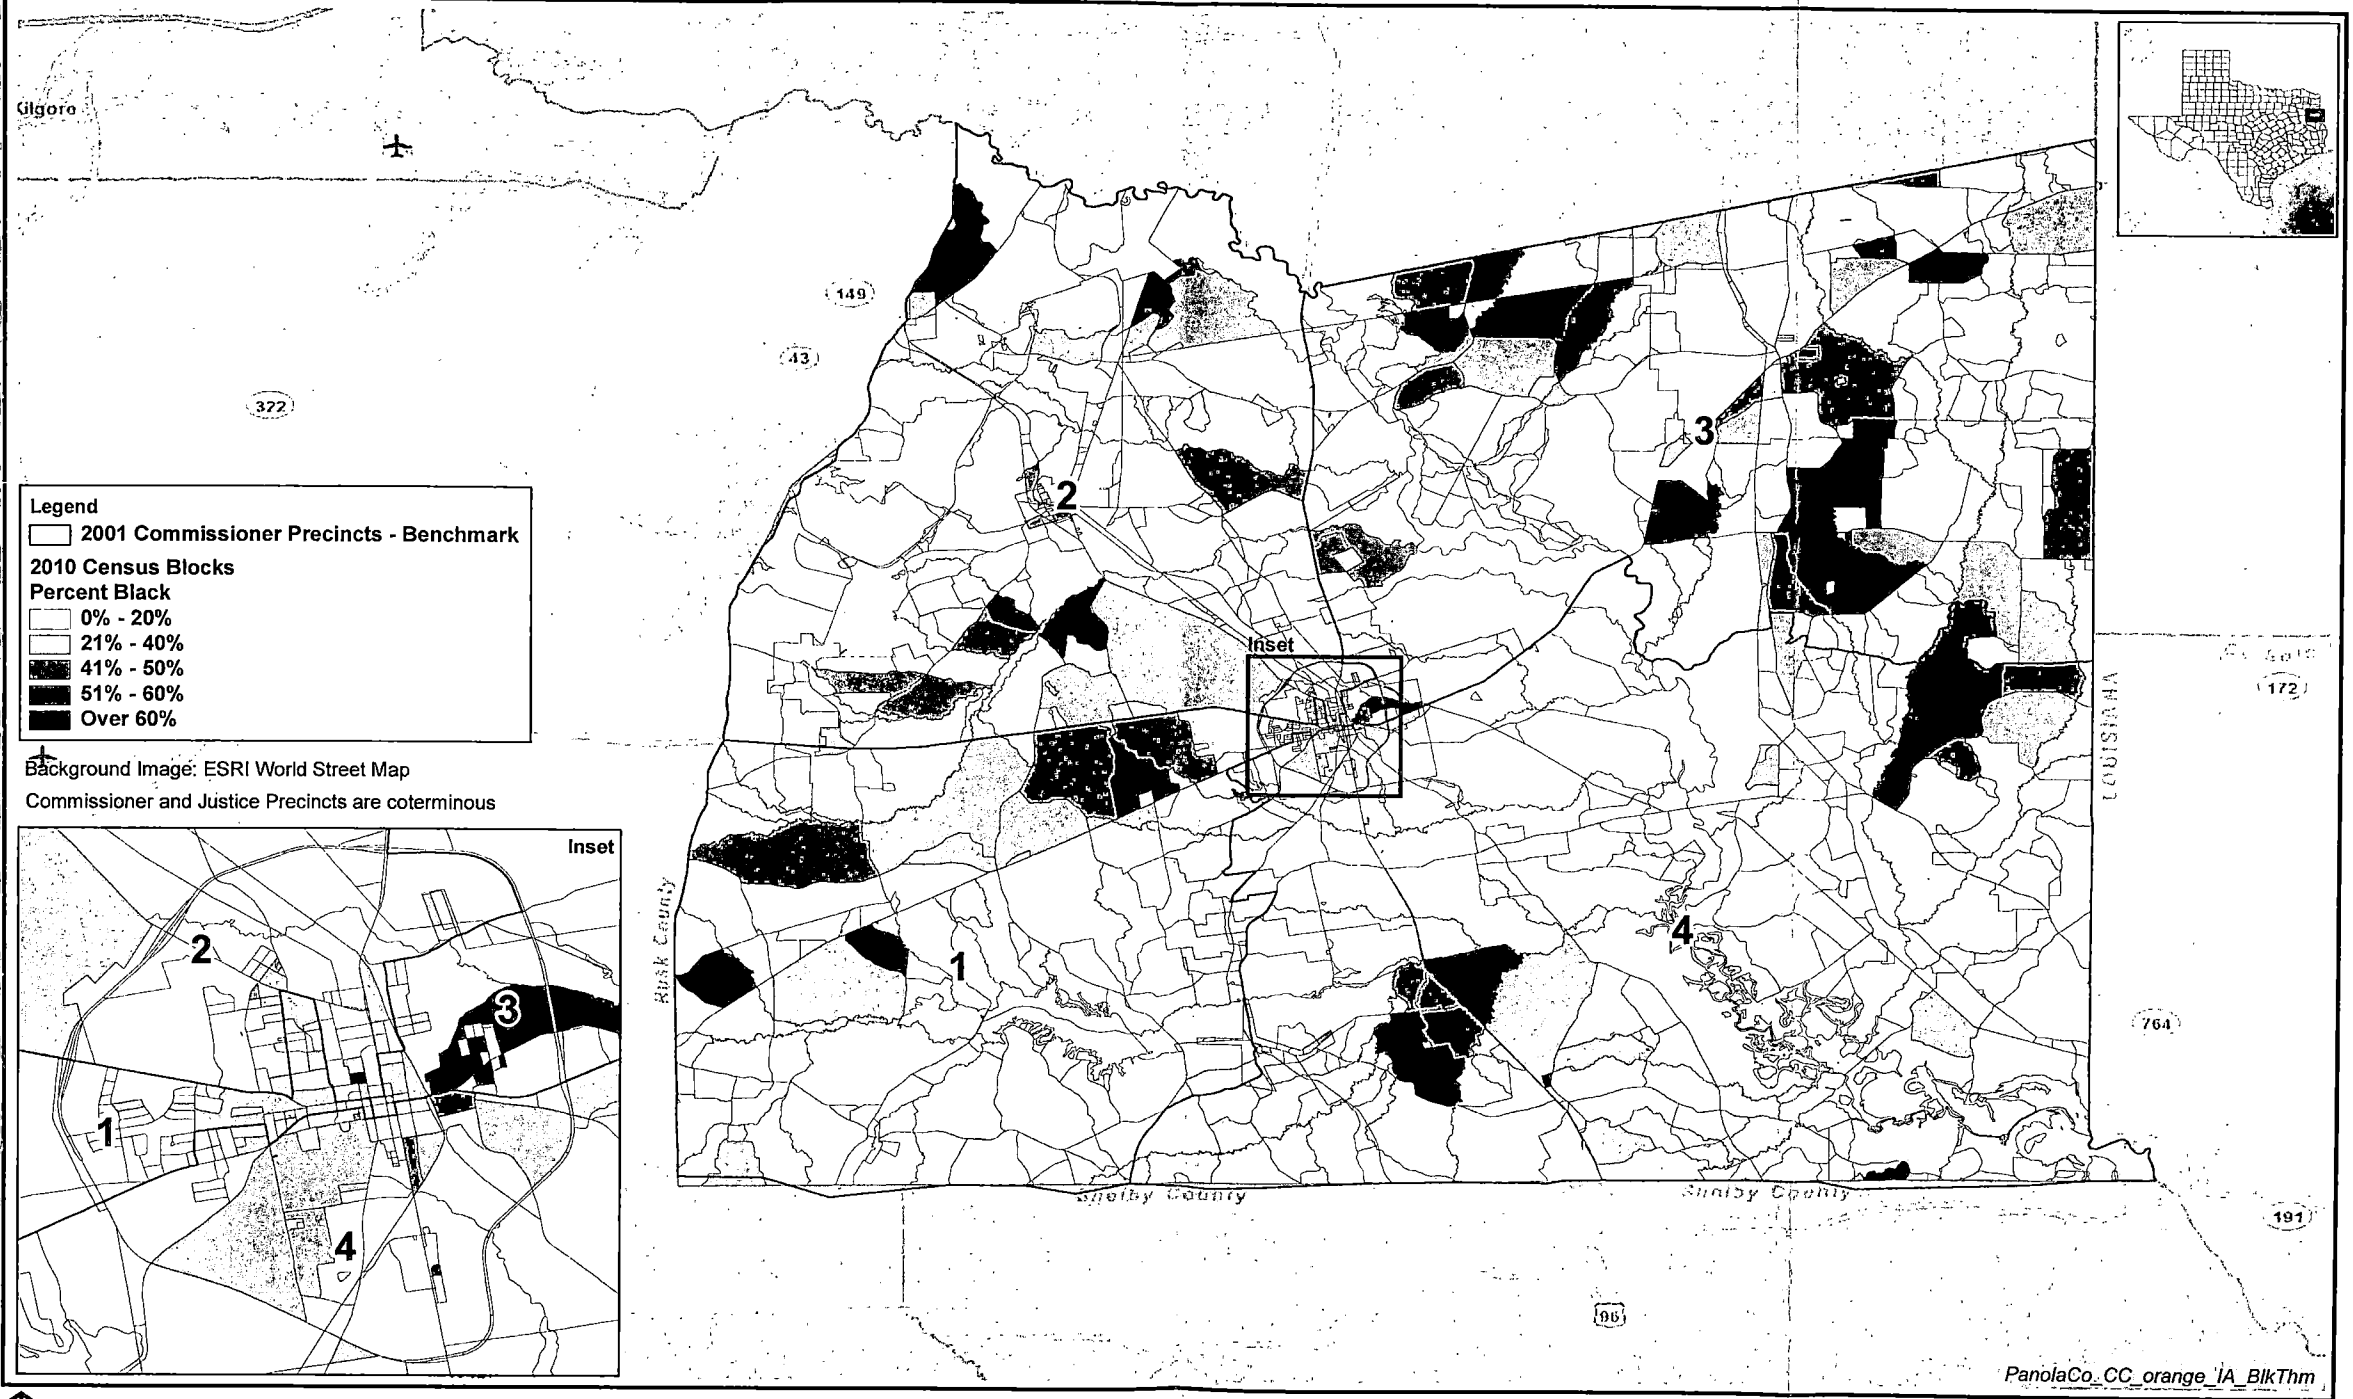 149
43
372
2
3
Inset
Legend
2001 Commissioner Precincts - Benchmark
2010 Census Blocks
Percent Black
0% - 20%
21% - 40%
41% - 50%
51% - 60%
Over 60%
Background Image: ESRI World Street Map
Commissioner and Justice Precincts are coterminous
172
Inset
2
3
1
4
Rusk County
1
4
764
Shelby County
Shelby County
191
96
PanolaCo_CC_orange_IA_BlkThm